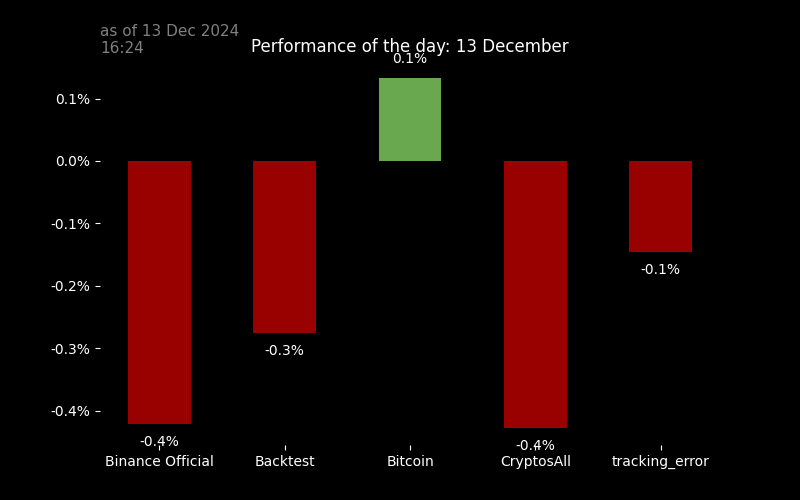 as of 13 Dec 2024
16:24
Performance of the day: 13 December
0.1%
0.1%
0.0%
-0.1%
-0.2%
-0.3%
-0.4%
-0.4%
-0.3%
-0.4%
-0.1%
Binance Official
Backtest
Bitcoin
CryptosAll
tracking_error